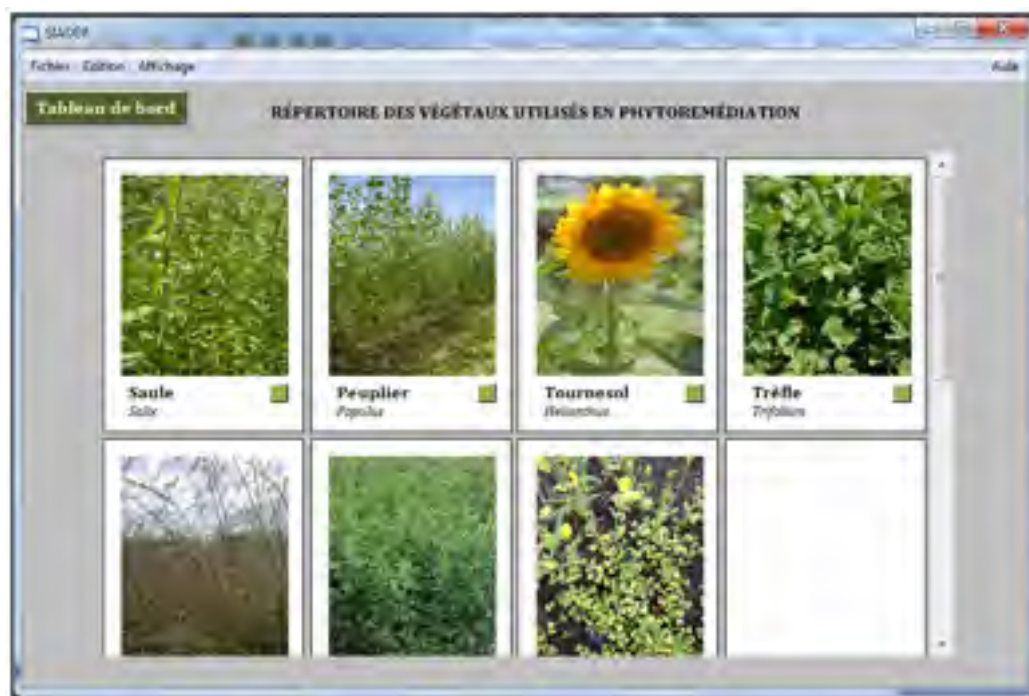 Fichier Edition Affichage Aide
Tableau de bord
RÉPERTOIRE DES VÉGÉTAUX UTILISÉS EN PHYTOREMÉDIATION
Saule Peuplier Tournesol Trèfle
Salix Populus Helianthus Trifolium